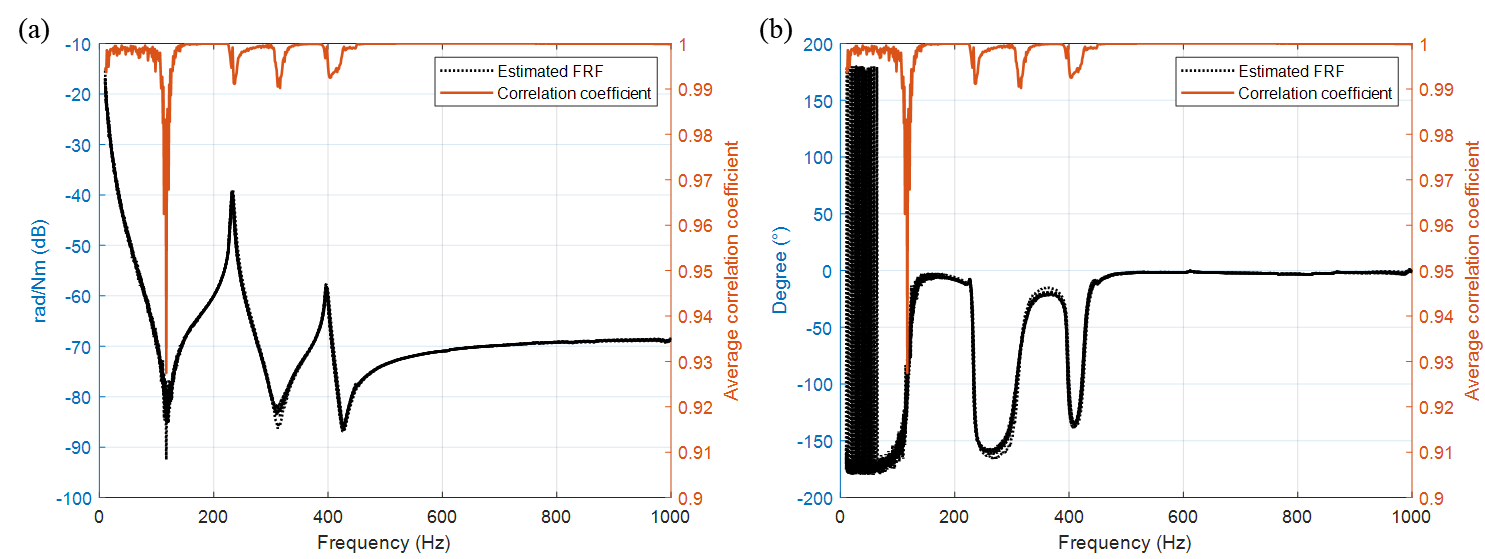 (a)
-10
-20
-30
-40
-50
-60
-70
-80
-90
-100
rad/Nm (dB)
0 200 400 600 800 1000
Frequency (Hz)
Estimated FRF
Correlation coefficient
1
0.99
0.98
0.97
0.96
0.95
0.94
0.93
0.92
0.91
0.9
Average correlation coefficient
(b)
200
150
100
50
0
-50
-100
-150
-200
Degree (°)
0 200 400 600 800 1000
Frequency (Hz)
Estimated FRF
Correlation coefficient
1
0.99
0.98
0.97
0.96
0.95
0.94
0.93
0.92
0.91
0.9
Average correlation coefficient